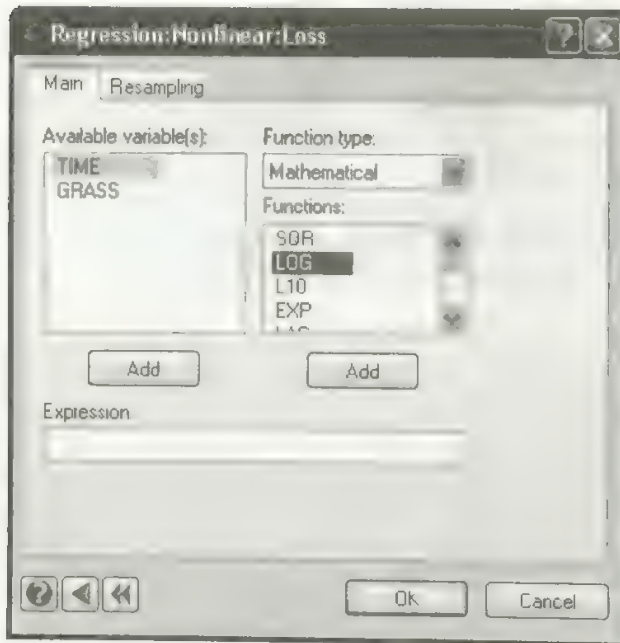 Regression:Nonlinear:Loss
Main
Resampling
Available variable(s):
TIME
GRASS
Add
Function type:
Mathematical
Functions:
SQR
LOG
L10
EXP
Add
Expression
OK
Cancel